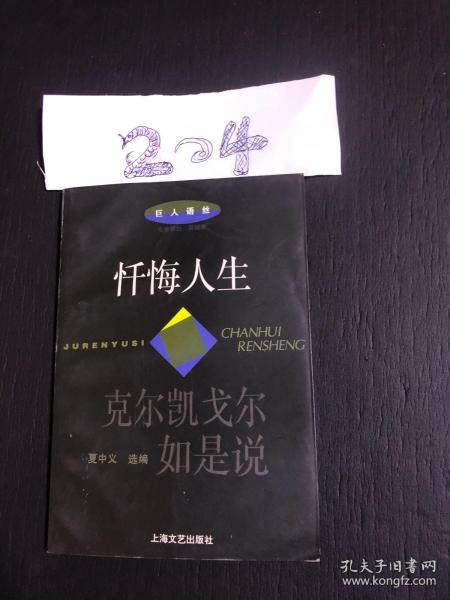 204
巨人语丝
忏悔人生
JURENYUSI
CHANHUI
RENSHENG
克尔凯戈尔
如是说
夏中义 选编
上海文艺出版社
孔夫子旧书网
www.kongfz.com